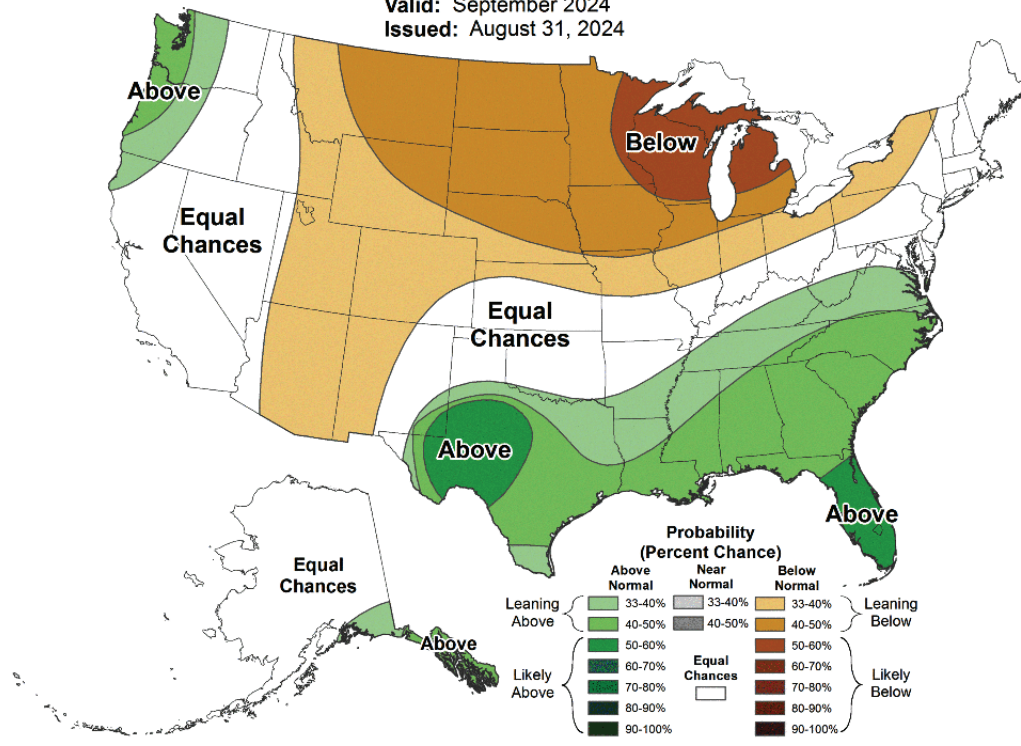 Valid: September 2024
Issued: August 31, 2024
Above
Below
Equal
Chances
Equal
Chances
Above
Above
Equal
Chances
Above
Probability
(Percent Chance)
Above
Normal
Near
Normal
Below
Normal
Leaning
Above
33-40%
33-40%
33-40%
Leaning
Below
40-50%
40-50%
40-50%
Likely
Above
50-60%
50-60%
60-70%
Equal
Chances
60-70%
Likely
Below
70-80%
70-80%
80-90%
80-90%
90-100%
90-100%